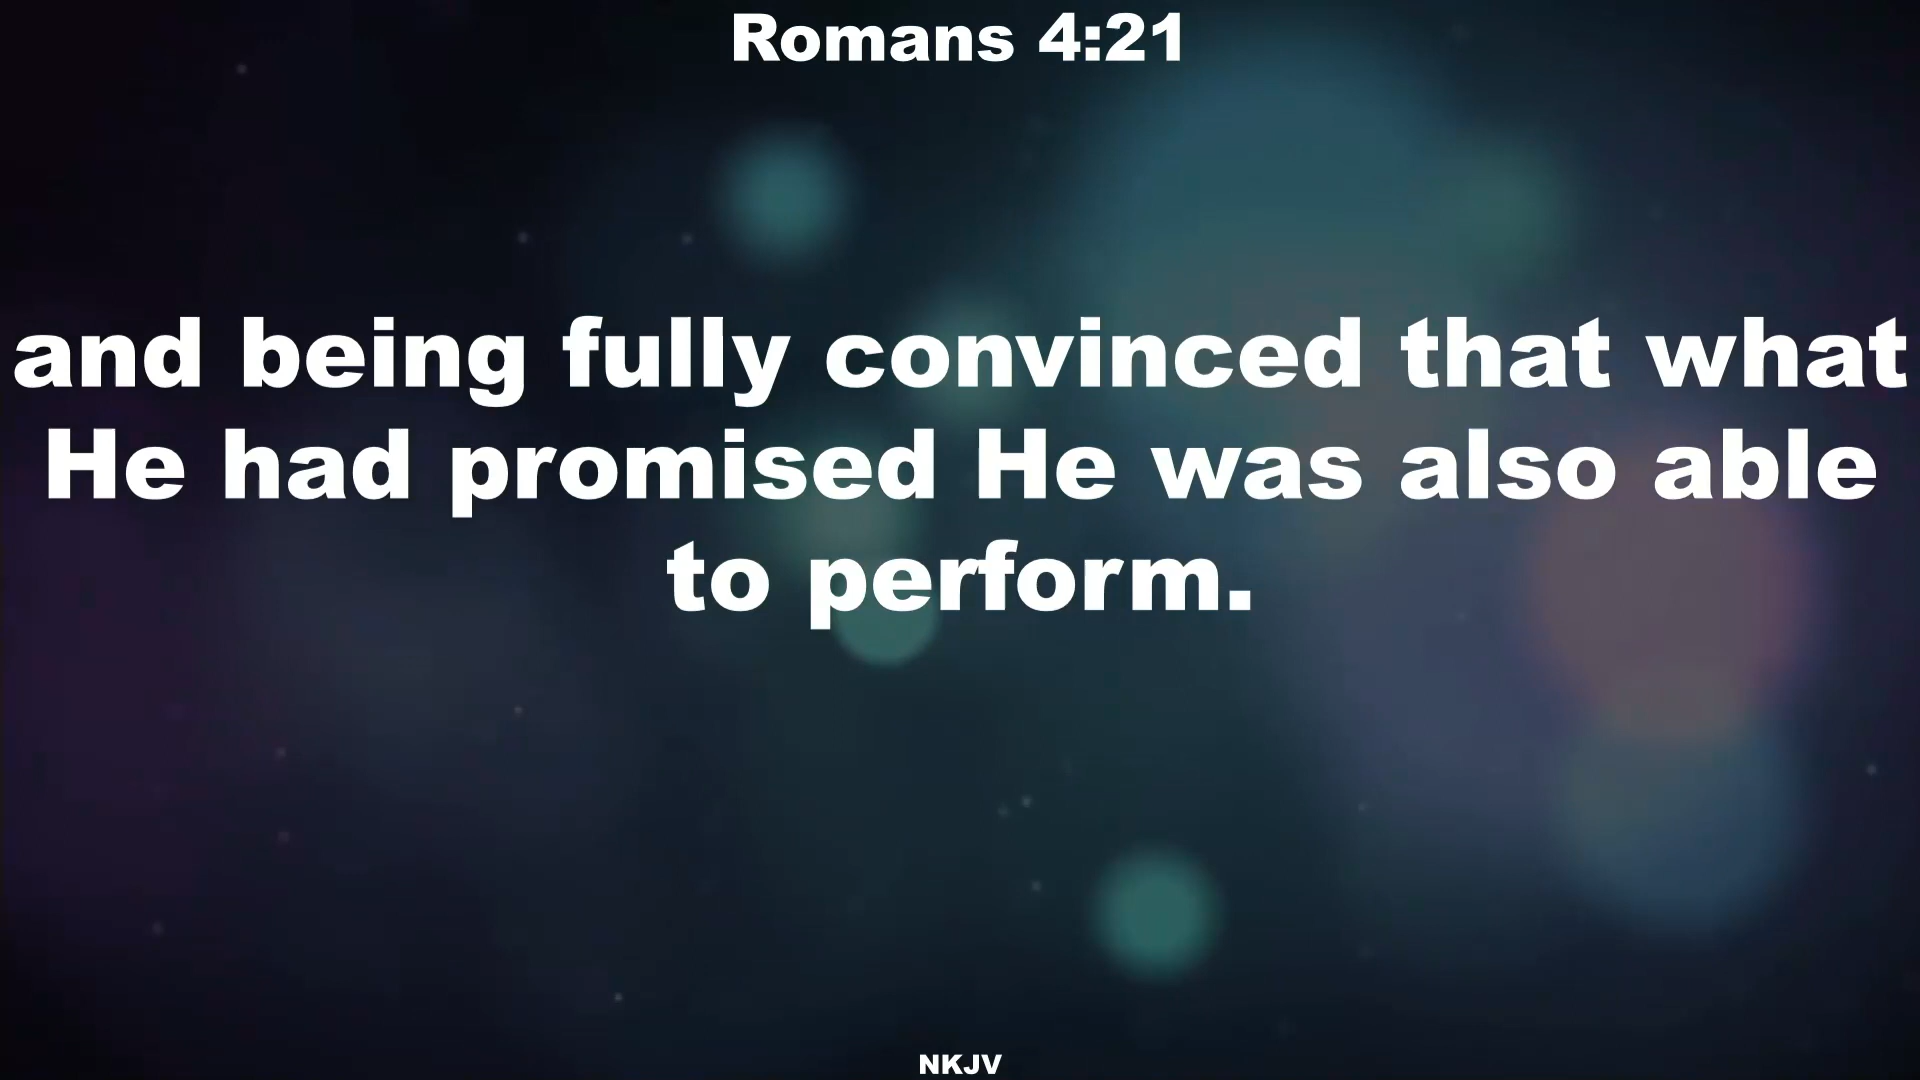 Romans 4:21
and being fully convinced that what
He had promised He was also able
to perform.
NKJV